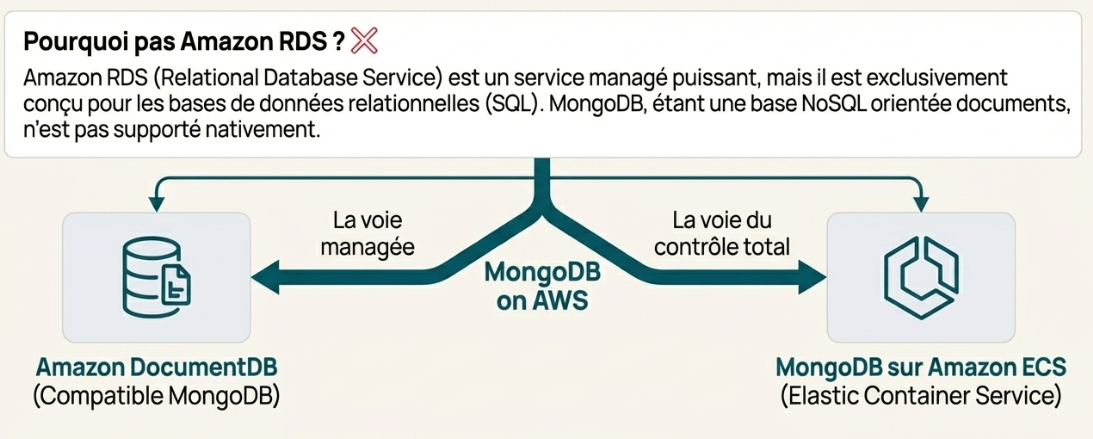 Pourquoi pas Amazon RDS ? ❌
Amazon RDS (Relational Database Service) est un service managé puissant, mais il est exclusivement
conçu pour les bases de données relationnelles (SQL). MongoDB, étant une base NoSQL orientée documents,
n'est pas supporté nativement.
La voie
managée
La voie du
contrôle total
MongoDB
on AWS
Amazon DocumentDB
(Compatible MongoDB)
MongoDB sur Amazon ECS
(Elastic Container Service)